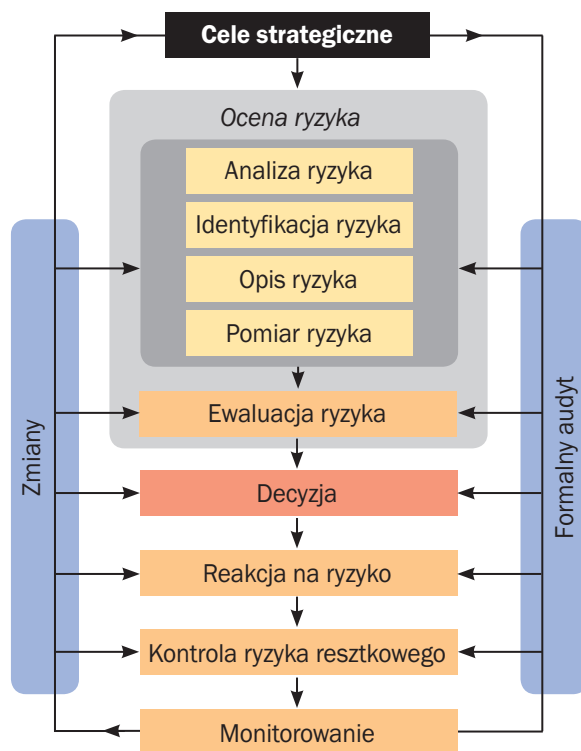 Cele strategiczne
Ocena ryzyka
Analiza ryzyka
Identyfikacja ryzyka
Opis ryzyka
Pomiar ryzyka
Ewaluacja ryzyka
Decyzja
Reakcja na ryzyko
Kontrola ryzyka resztkowego
Monitorowanie
Zmiany
Formalny audyt